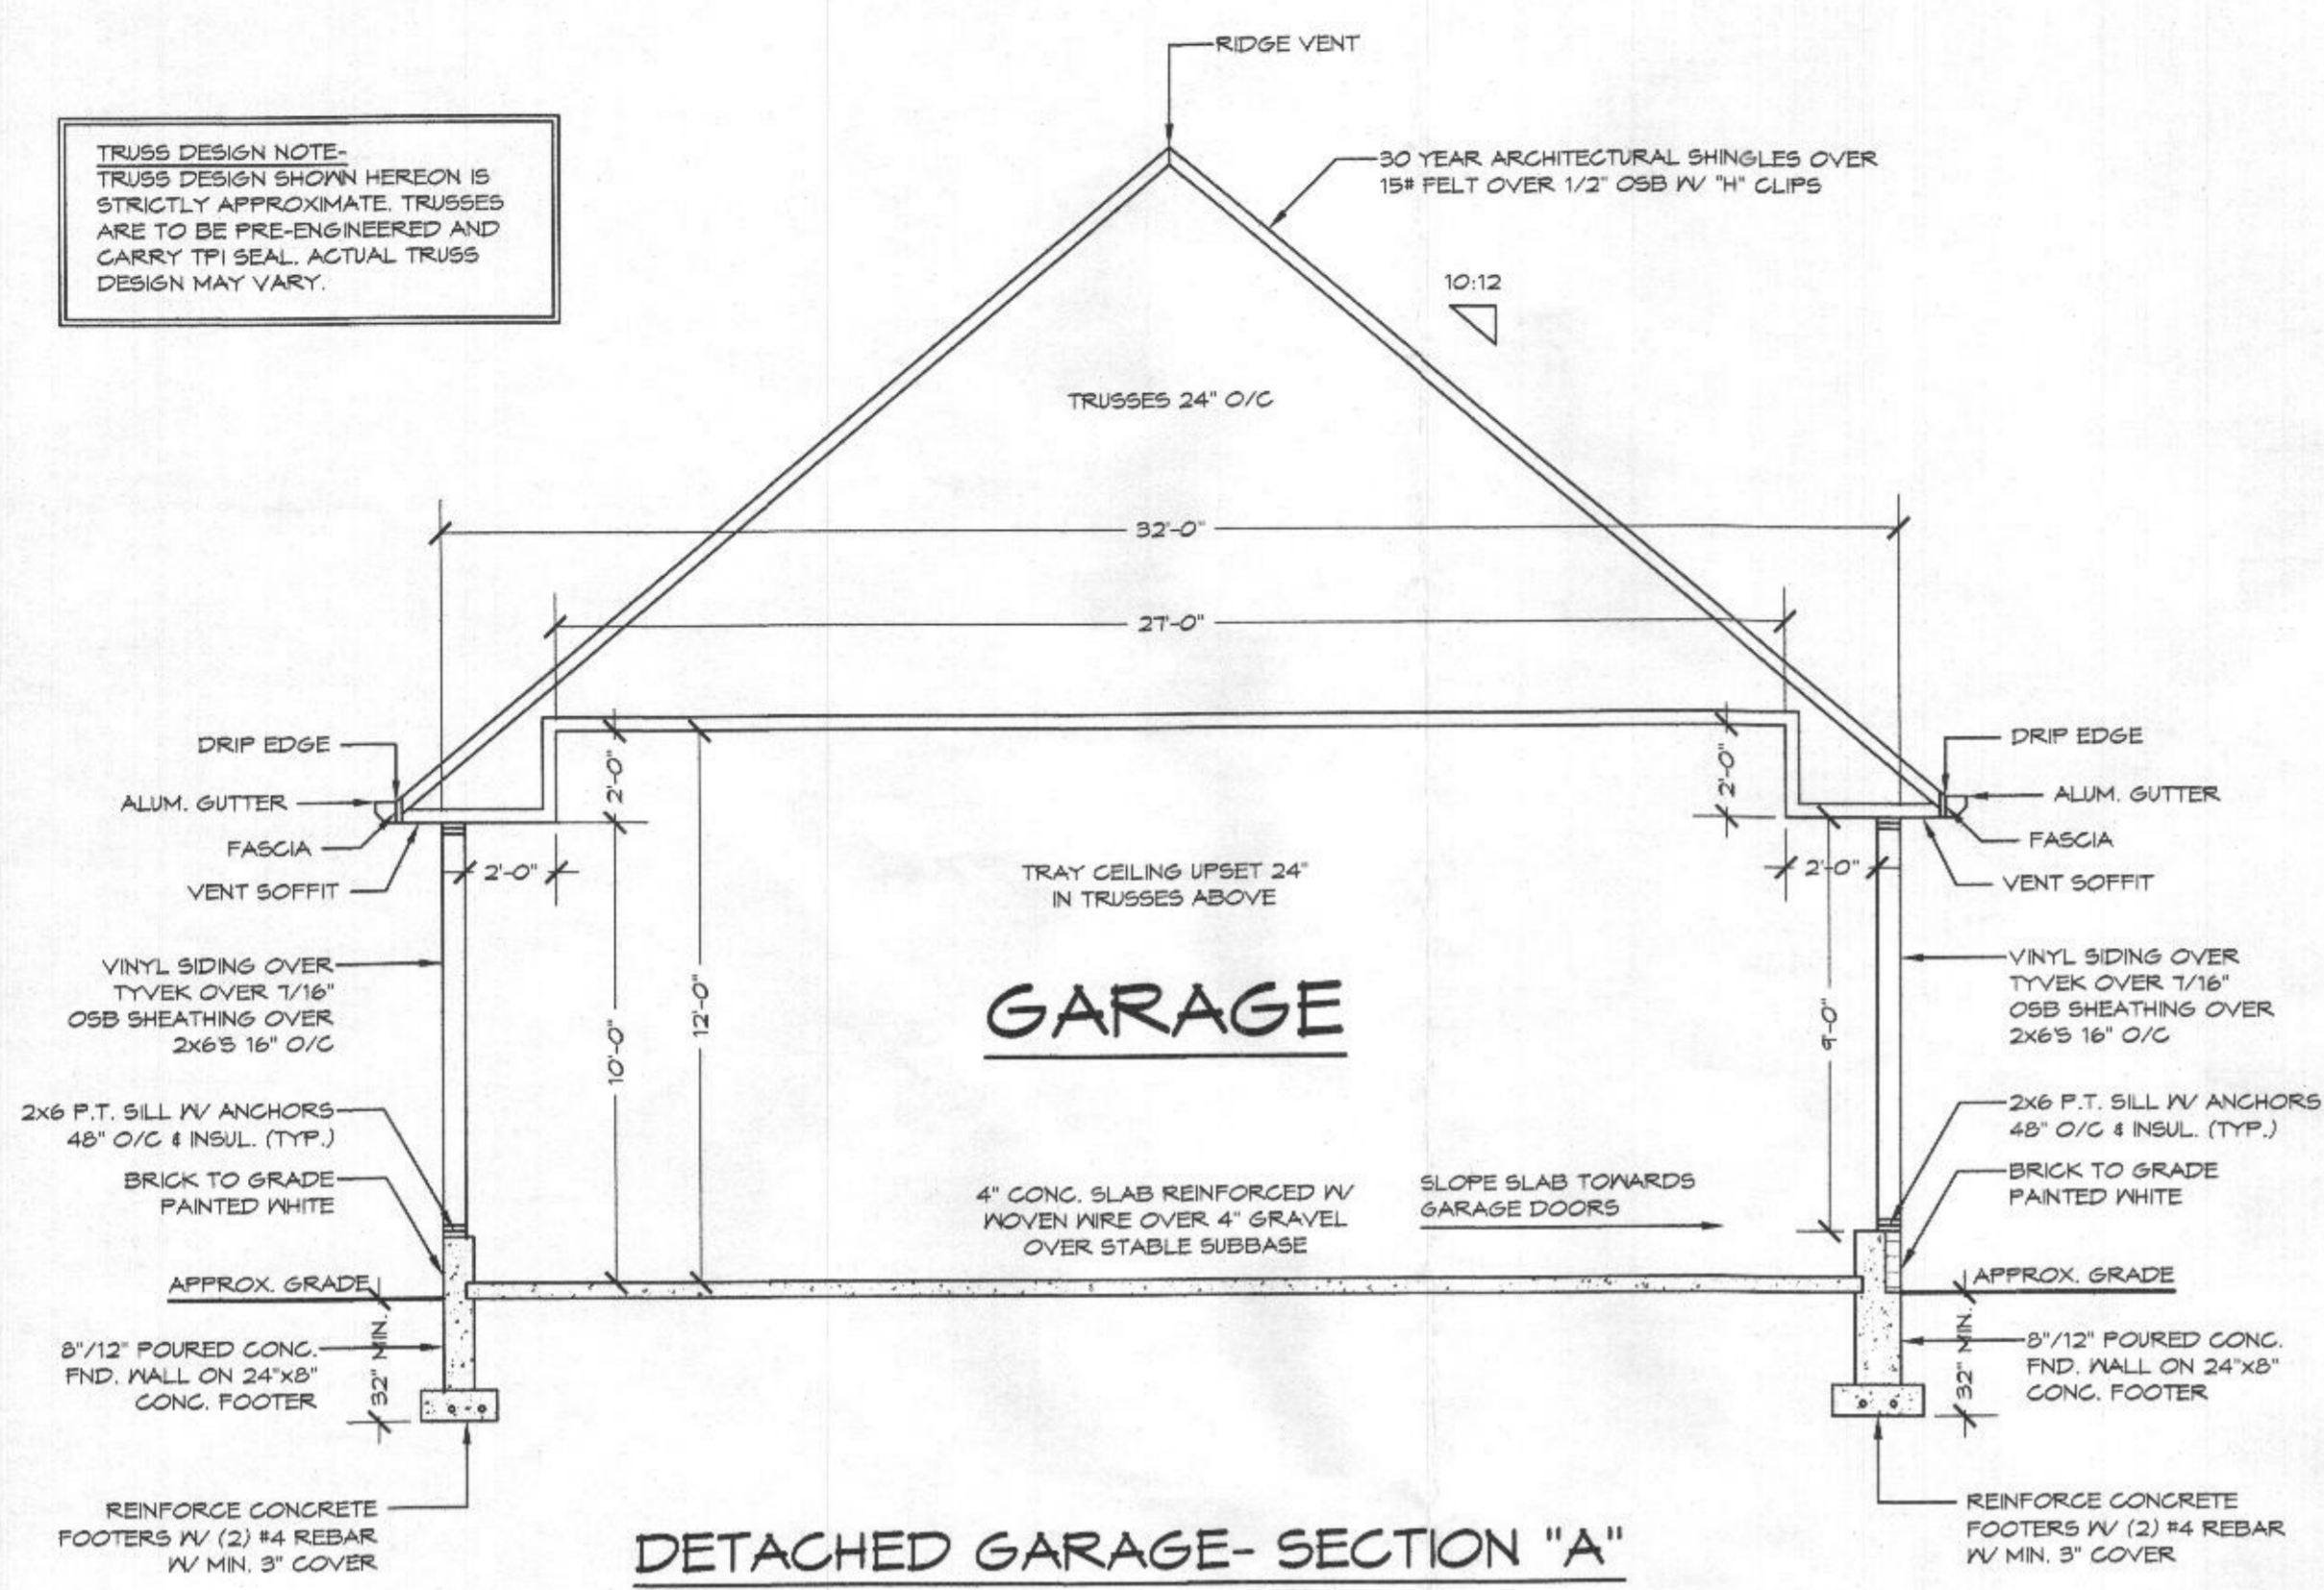 RIDGE VENT
TRUSS DESIGN NOTE-
TRUSS DESIGN SHOWN HEREON IS
STRICTLY APPROXIMATE. TRUSSES
ARE TO BE PRE-ENGINEERED AND
CARRY TPI SEAL. ACTUAL TRUSS
DESIGN MAY VARY.
30 YEAR ARCHITECTURAL SHINGLES OVER
15# FELT OVER 1/2" OSB W/ "H" CLIPS
10:12
TRUSSES 24" O/C
32'-0"
27'-0"
DRIP EDGE
ALUM. GUTTER
FASCIA
VENT SOFFIT
2'-0"
2'-0"
2'-0"
2'-0"
DRIP EDGE
ALUM. GUTTER
FASCIA
VENT SOFFIT
TRAY CEILING UPSET 24"
IN TRUSSES ABOVE
VINYL SIDING OVER
TYVEK OVER 7/16"
OSB SHEATHING OVER
2x6'S 16" O/C
10'-0"
12'-0"
GARAGE
9'-0"
VINYL SIDING OVER
TYVEK OVER 7/16"
OSB SHEATHING OVER
2x6'S 16" O/C
2x6 P.T. SILL W/ ANCHORS
48" O/C & INSUL. (TYP.)
BRICK TO GRADE
PAINTED WHITE
4" CONC. SLAB REINFORCED W/
WOVEN WIRE OVER 4" GRAVEL
OVER STABLE SUBBASE
SLOPE SLAB TOWARDS
GARAGE DOORS
2x6 P.T. SILL W/ ANCHORS
48" O/C & INSUL. (TYP.)
BRICK TO GRADE
PAINTED WHITE
APPROX. GRADE
APPROX. GRADE
8"/12" POURED CONC.
FND. WALL ON 24"x8"
CONC. FOOTER
32" MIN.
32" MIN.
8"/12" POURED CONC.
FND. WALL ON 24"x8"
CONC. FOOTER
REINFORCE CONCRETE
FOOTERS W/ (2) #4 REBAR
W/ MIN. 3" COVER
DETACHED GARAGE- SECTION "A"
REINFORCE CONCRETE
FOOTERS W/ (2) #4 REBAR
W/ MIN. 3" COVER